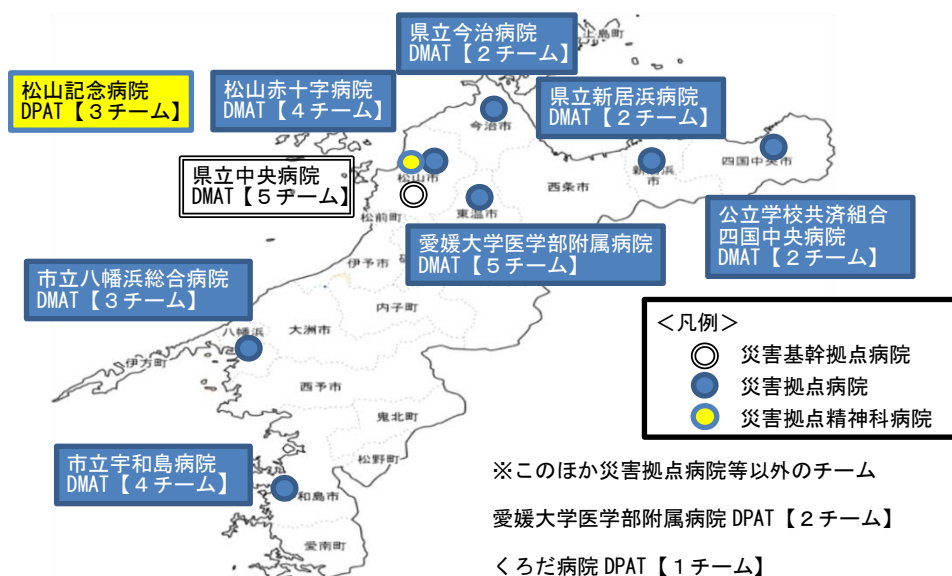 県立今治病院
DMAT【２チーム】
上島町
松山記念病院
DPAT【３チーム】
松山赤十字病院
DMAT【４チーム】
県立新居浜病院
DMAT【２チーム】
今治市
四国中央市
新居浜
市
松山市
西条市
県立中央病院
DMAT【５チーム】
東温市
松前町
公立学校共済組合
四国中央病院
DMAT【２チーム】
愛媛大学医学部附属病院
DMAT【５チーム】
伊予市
市立八幡浜総合病院
DMAT【３チーム】
内子町
大洲市
八幡浜
伊方町
＜凡例＞
災害基幹拠点病院
災害拠点病院
災害拠点精神科病院
西予市
鬼北町
松野町
市立宇和島病院
DMAT【４チーム】
和島市
愛南町
※このほか災害拠点病院等以外のチーム
愛媛大学医学部附属病院 DPAT【２チーム】
くろだ病院 DPAT【１チーム】